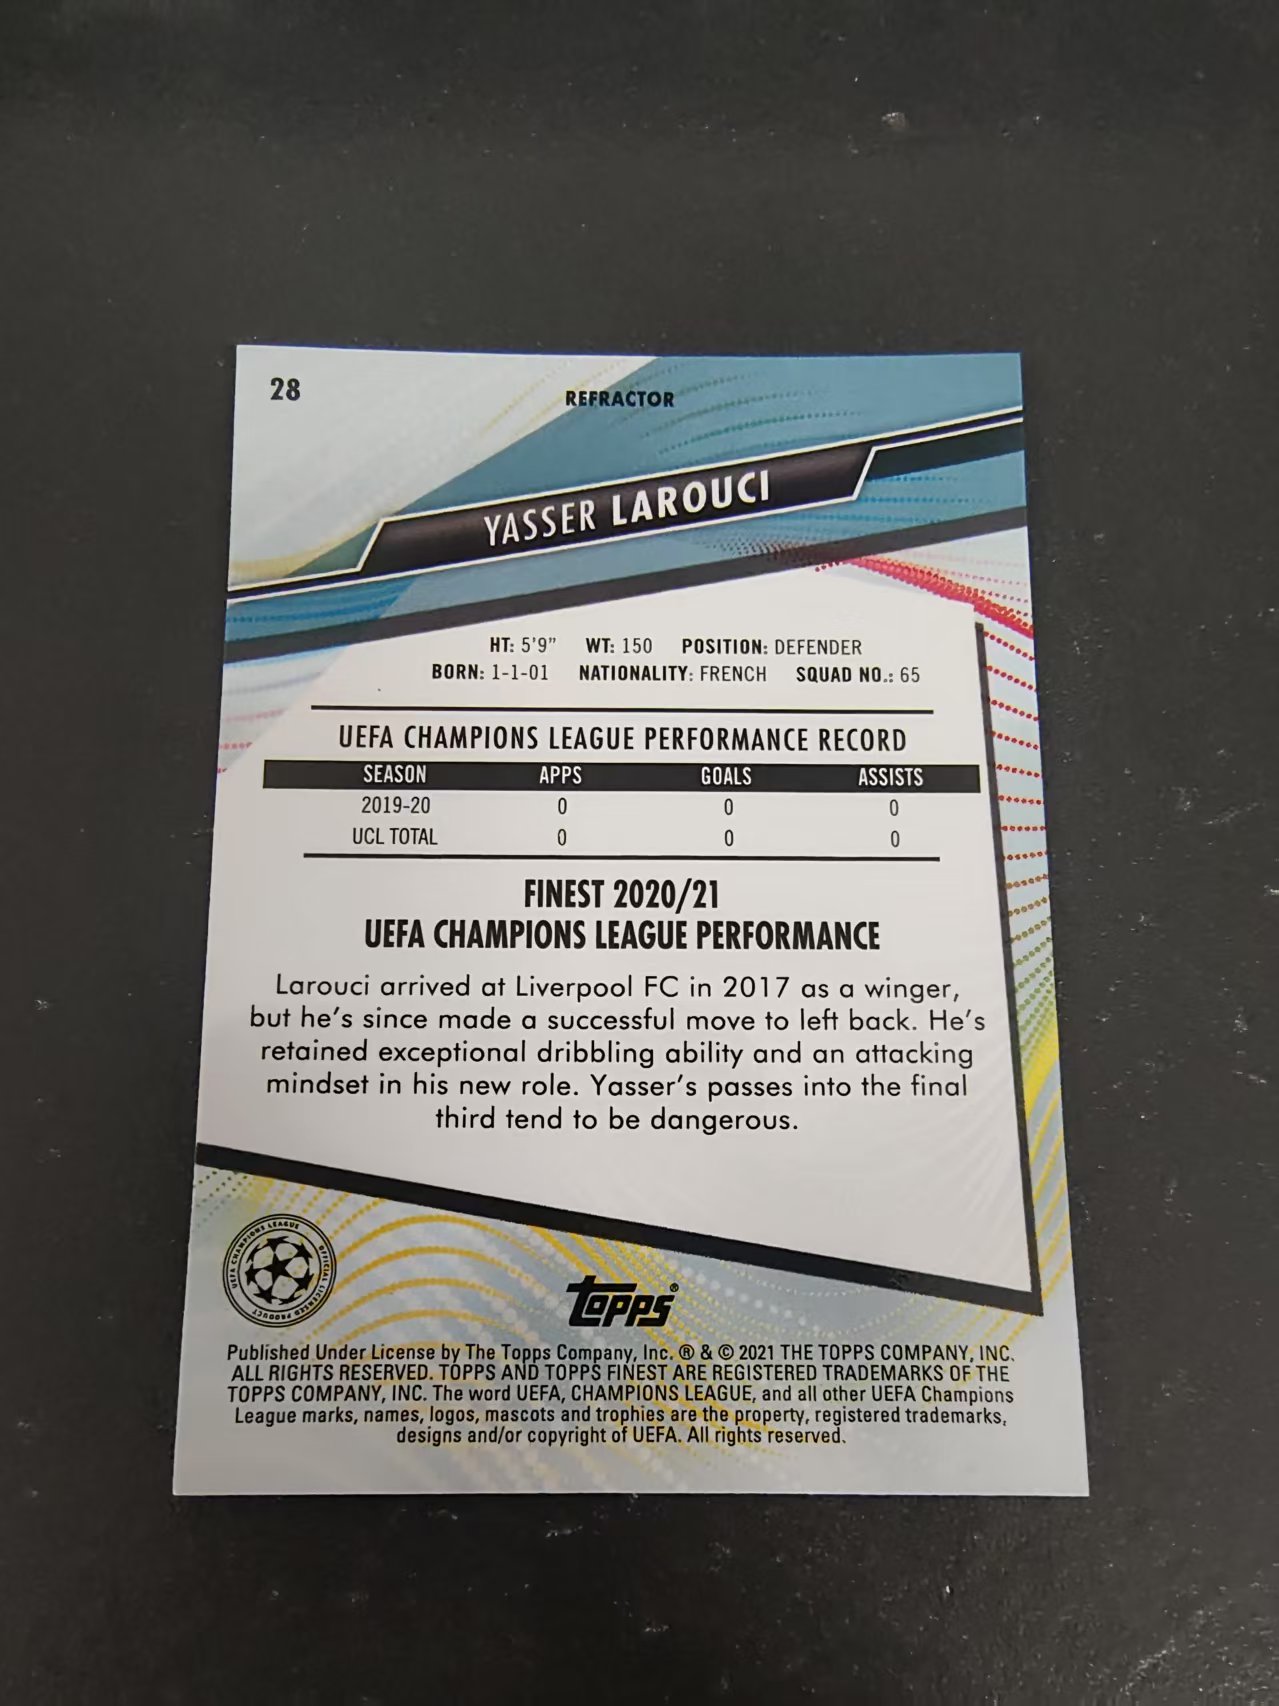 28
REFRACTOR
YASSER LAROUCI
HT: 5'9" WT: 150 POSITION: DEFENDER
BORN: 1-1-01 NATIONALITY: FRENCH SQUAD NO.: 65
UEFA CHAMPIONS LEAGUE PERFORMANCE RECORD
SEASON APPS GOALS ASSISTS
2019-20 0 0 0
UCL TOTAL 0 0 0
FINEST 2020/21
UEFA CHAMPIONS LEAGUE PERFORMANCE
Larouci arrived at Liverpool FC in 2017 as a winger,
but he's since made a successful move to left back. He's
retained exceptional dribbling ability and an attacking
mindset in his new role. Yasser's passes into the final
third tend to be dangerous.
UEFA CHAMPIONS LEAGUE OFFICIAL LICENSED PRODUCT
topps®
Published Under License by The Topps Company, Inc. ® & © 2021 THE TOPPS COMPANY, INC.
ALL RIGHTS RESERVED. TOPPS AND TOPPS FINEST ARE REGISTERED TRADEMARKS OF THE
TOPPS COMPANY, INC. The word UEFA, CHAMPIONS LEAGUE, and all other UEFA Champions
League marks, names, logos, mascots and trophies are the property, registered trademarks,
designs and/or copyright of UEFA. All rights reserved.